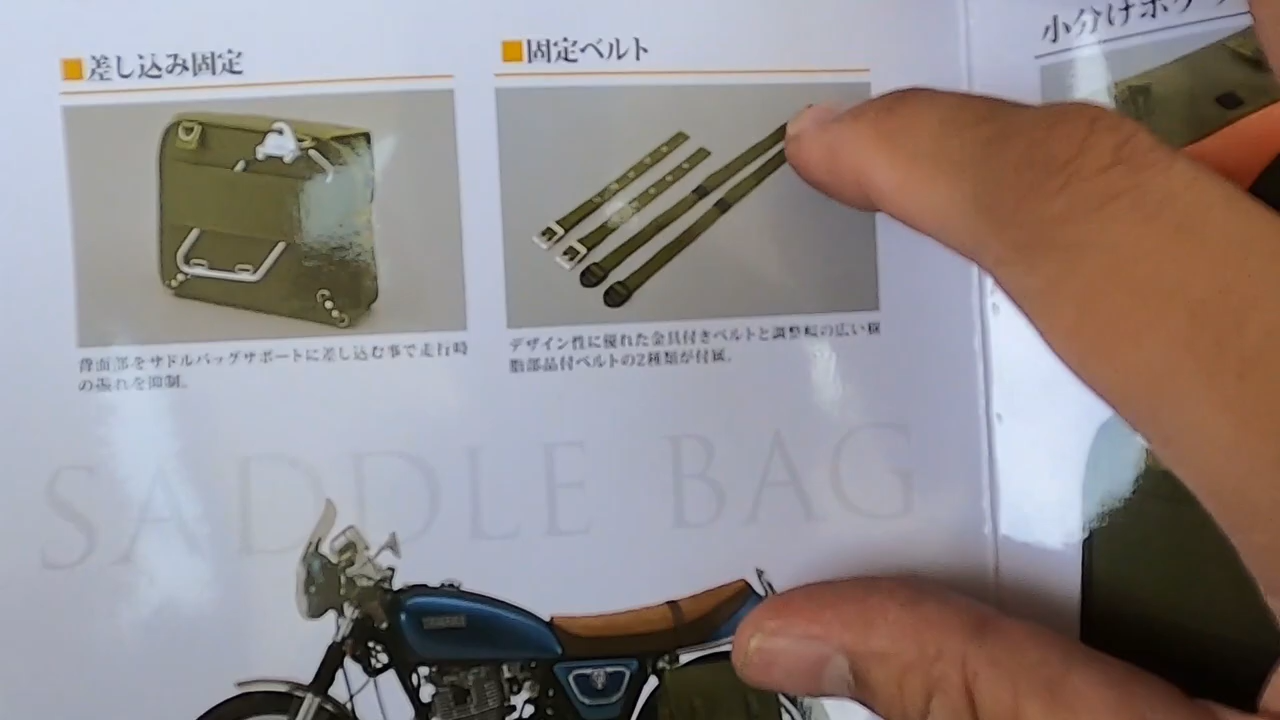 差し込み固定
固定ベルト
小分けポケ
背面部をサドルバッグサポートに差し込む事で走行時
の振れを抑制。
デザイン性に優れた金具付きベルトと調整幅の広い樹
脂部品付ベルトの2種類が付属。
SADDLE BAG